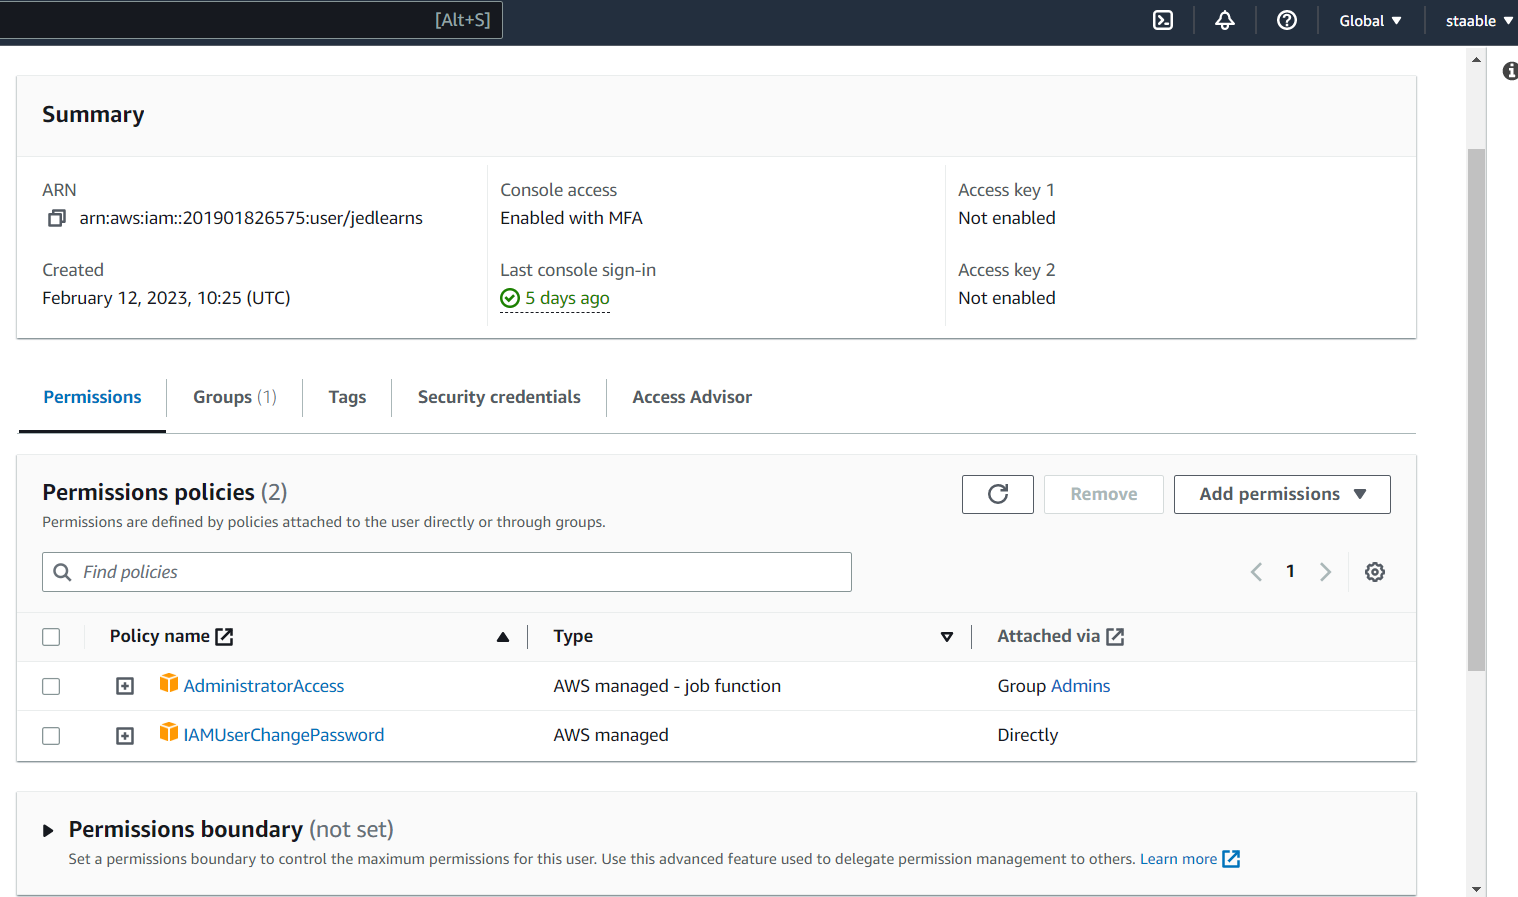 [Alt+S]
Global
staable
Summary
ARN
arn:aws:iam::201901826575:user/jedlearns
Console access
Enabled with MFA
Access key 1
Not enabled
Created
February 12, 2023, 10:25 (UTC)
Last console sign-in
5 days ago
Access key 2
Not enabled
Permissions
Groups (1)
Tags
Security credentials
Access Advisor
Permissions policies (2)
Permissions are defined by policies attached to the user directly or through groups.
Remove
Add permissions
Find policies
1
Policy name
Type
Attached via
AdministratorAccess
AWS managed - job function
Group Admins
IAMUserChangePassword
AWS managed
Directly
Permissions boundary (not set)
Set a permissions boundary to control the maximum permissions for this user. Use this advanced feature used to delegate permission management to others. Learn more